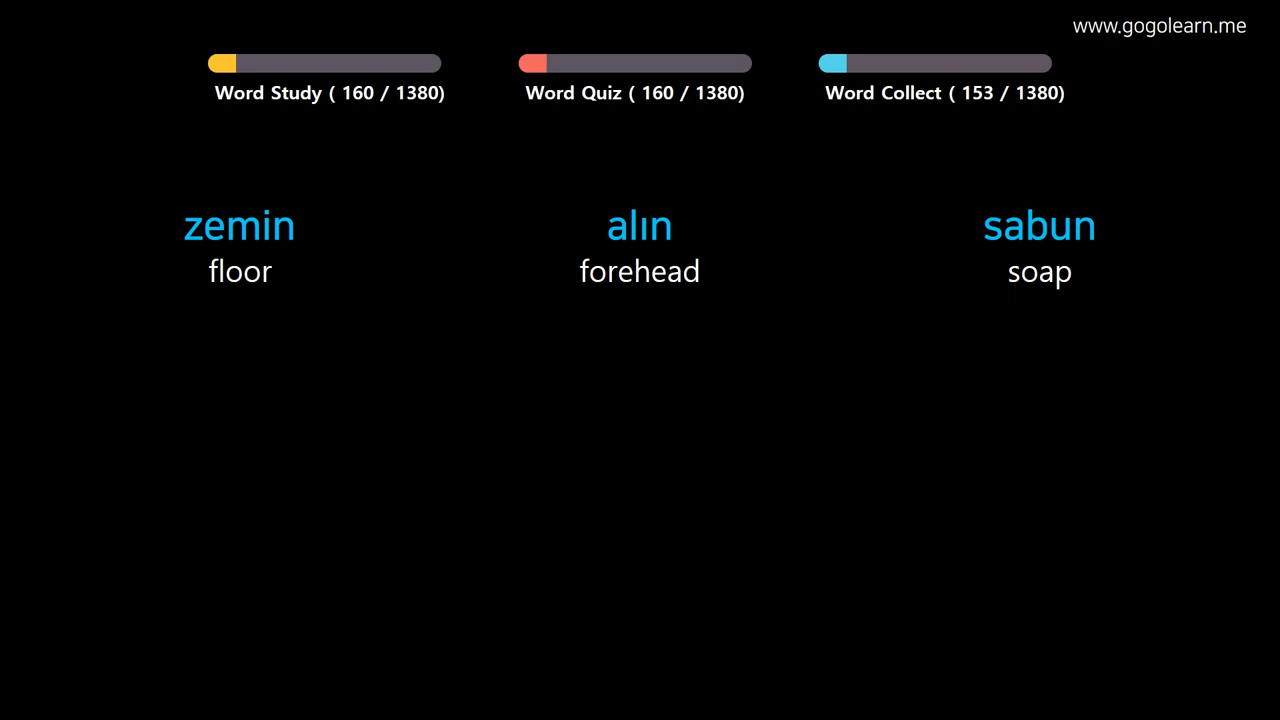 www.gogolearn.me
Word Study ( 160 / 1380)
Word Quiz ( 160 / 1380)
Word Collect ( 153 / 1380)
zemin
alın
sabun
floor
forehead
soap